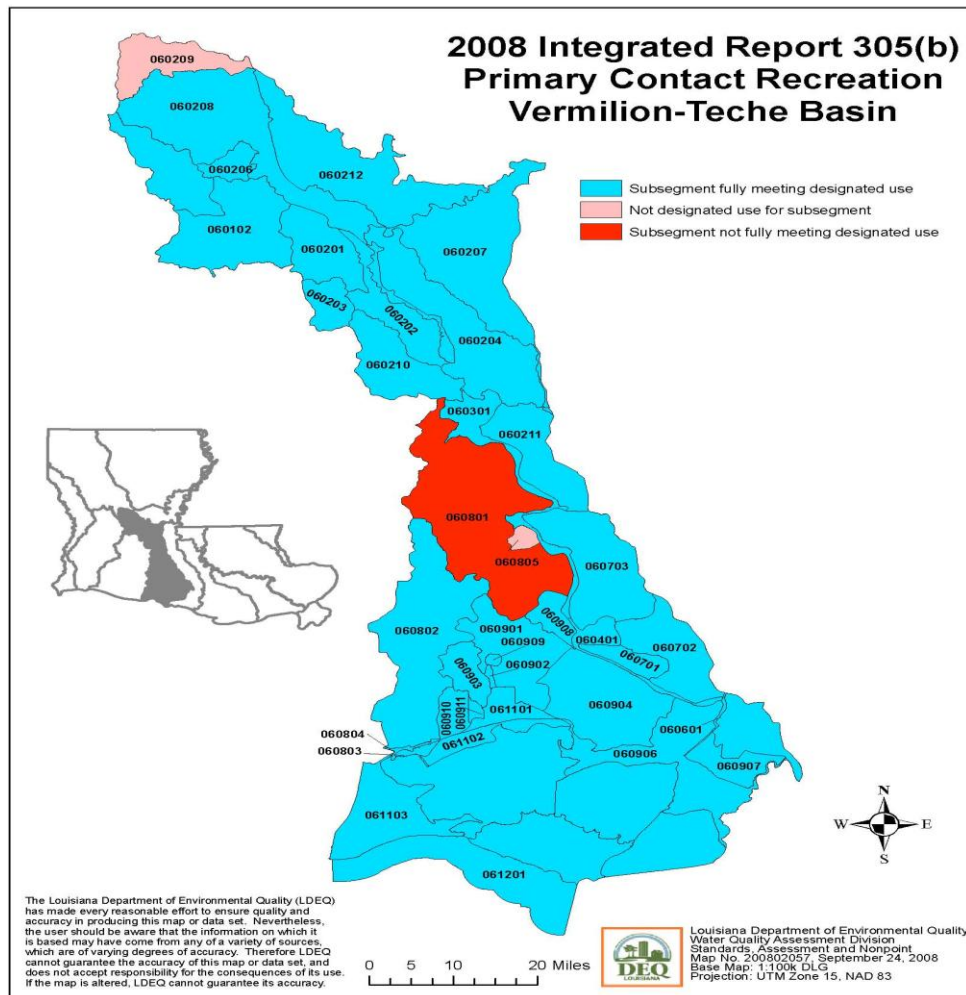 2008 Integrated Report 305(b)
Primary Contact Recreation
Vermilion-Teche Basin
Subsegment fully meeting designated use
Not designated use for subsegment
Subsegment not fully meeting designated use
060209
060208
060206
060212
060102
060201
060207
060203
060202
060204
060210
060301
060211
060801
060805
060703
060802
060901
060908
060909
060401
060702
060903
060902
060701
060910
060911
061101
060904
060601
060804
060803
061102
060906
060907
061103
061201
N
W
E
S
The Louisiana Department of Environmental Quality (LDEQ)
has made every reasonable effort to ensure quality and
accuracy in producing this map or data set. Nevertheless,
the user should be aware that the information on which it
is based may have come from any of a variety of sources,
which are of varying degrees of accuracy. Therefore LDEQ
cannot guarantee the accuracy of this map or data set, and
does not accept responsibility for the consequences of its use.
If the map is altered, LDEQ cannot guarantee its accuracy.
0 5 10 20 Miles
DEQ
LOUISIANA
Louisiana Department of Environmental Quality
Water Quality Assessment Division
Standards, Assessment and Nonpoint
Map No. 200802057, September 24, 2008
Base Map: 1:100k DLG
Projection: UTM Zone 15, NAD 83